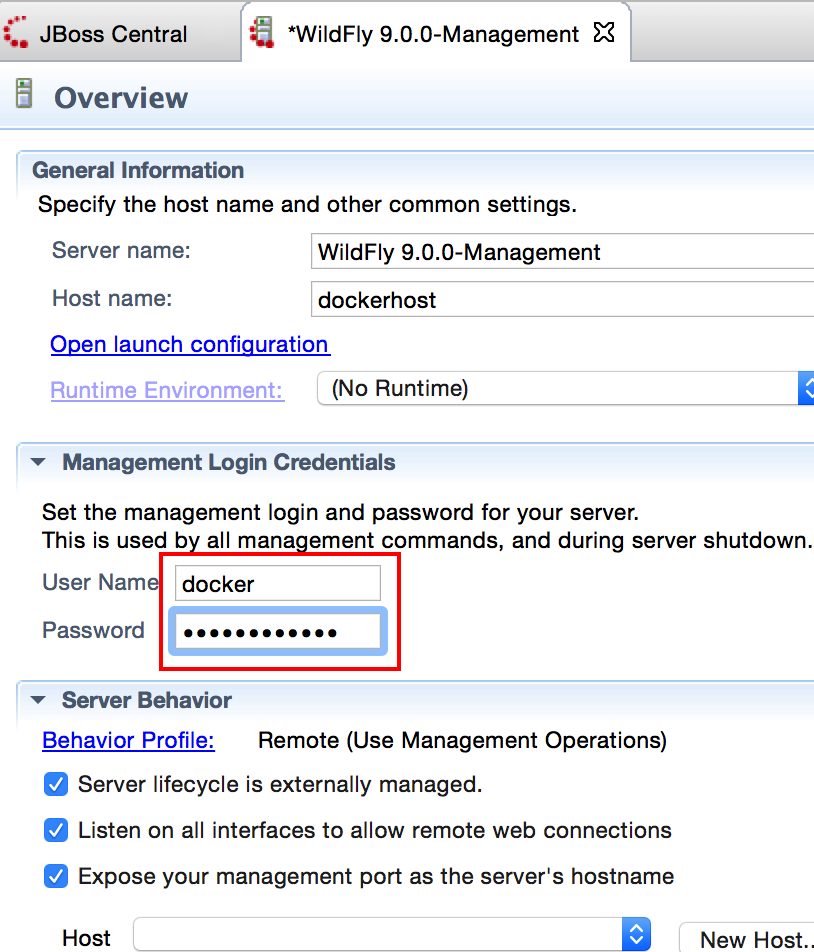 JBoss Central
*WildFly 9.0.0-Management
Overview
General Information
Specify the host name and other common settings.
Server name: WildFly 9.0.0-Management
Host name: dockerhost
Open launch configuration
Runtime Environment: (No Runtime)
Management Login Credentials
Set the management login and password for your server.
This is used by all management commands, and during server shutdown.
User Name docker
Password ••••••••••••
Server Behavior
Behavior Profile: Remote (Use Management Operations)
Server lifecycle is externally managed.
Listen on all interfaces to allow remote web connections
Expose your management port as the server's hostname
Host New Host..